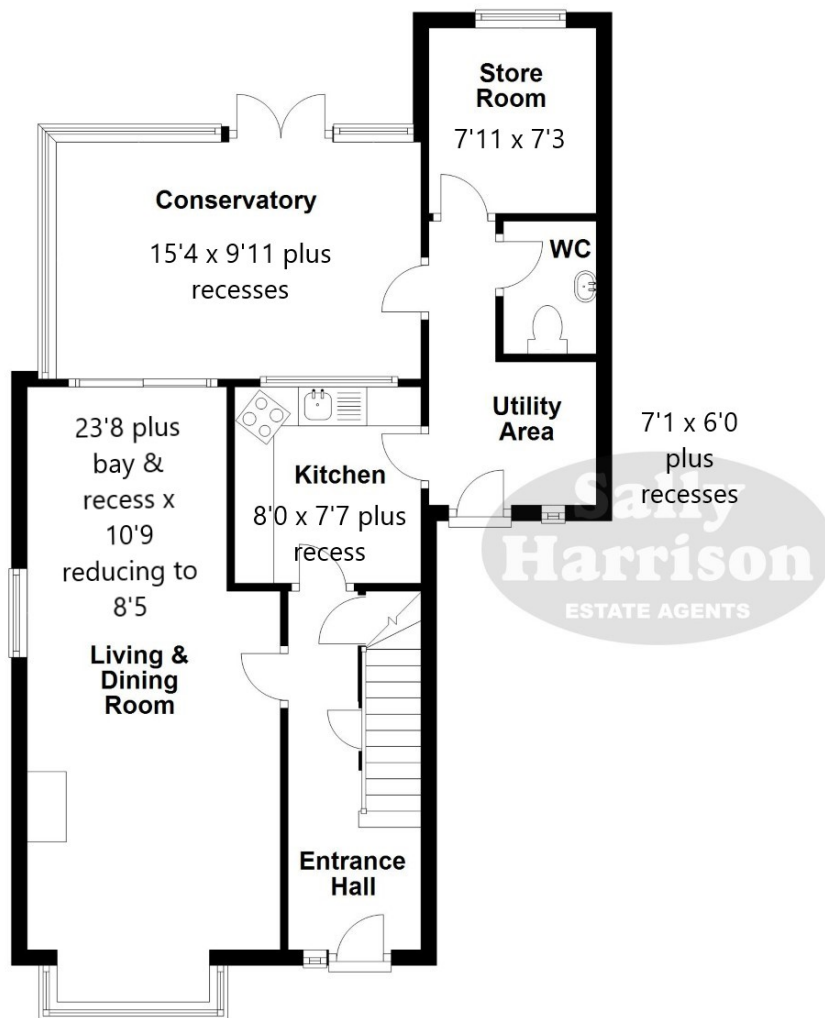 Store
Room
7'11 x 7'3
Conservatory
15'4 x 9'11 plus
recesses
WC
Utility
Area
7'1 x 6'0
plus
recesses
23'8 plus
bay &
recess x
10'9
reducing to
8'5
Living &
Dining
Room
Kitchen
8'0 x 7'7 plus
recess
Entrance
Hall
Sally
Harrison
ESTATE AGENTS